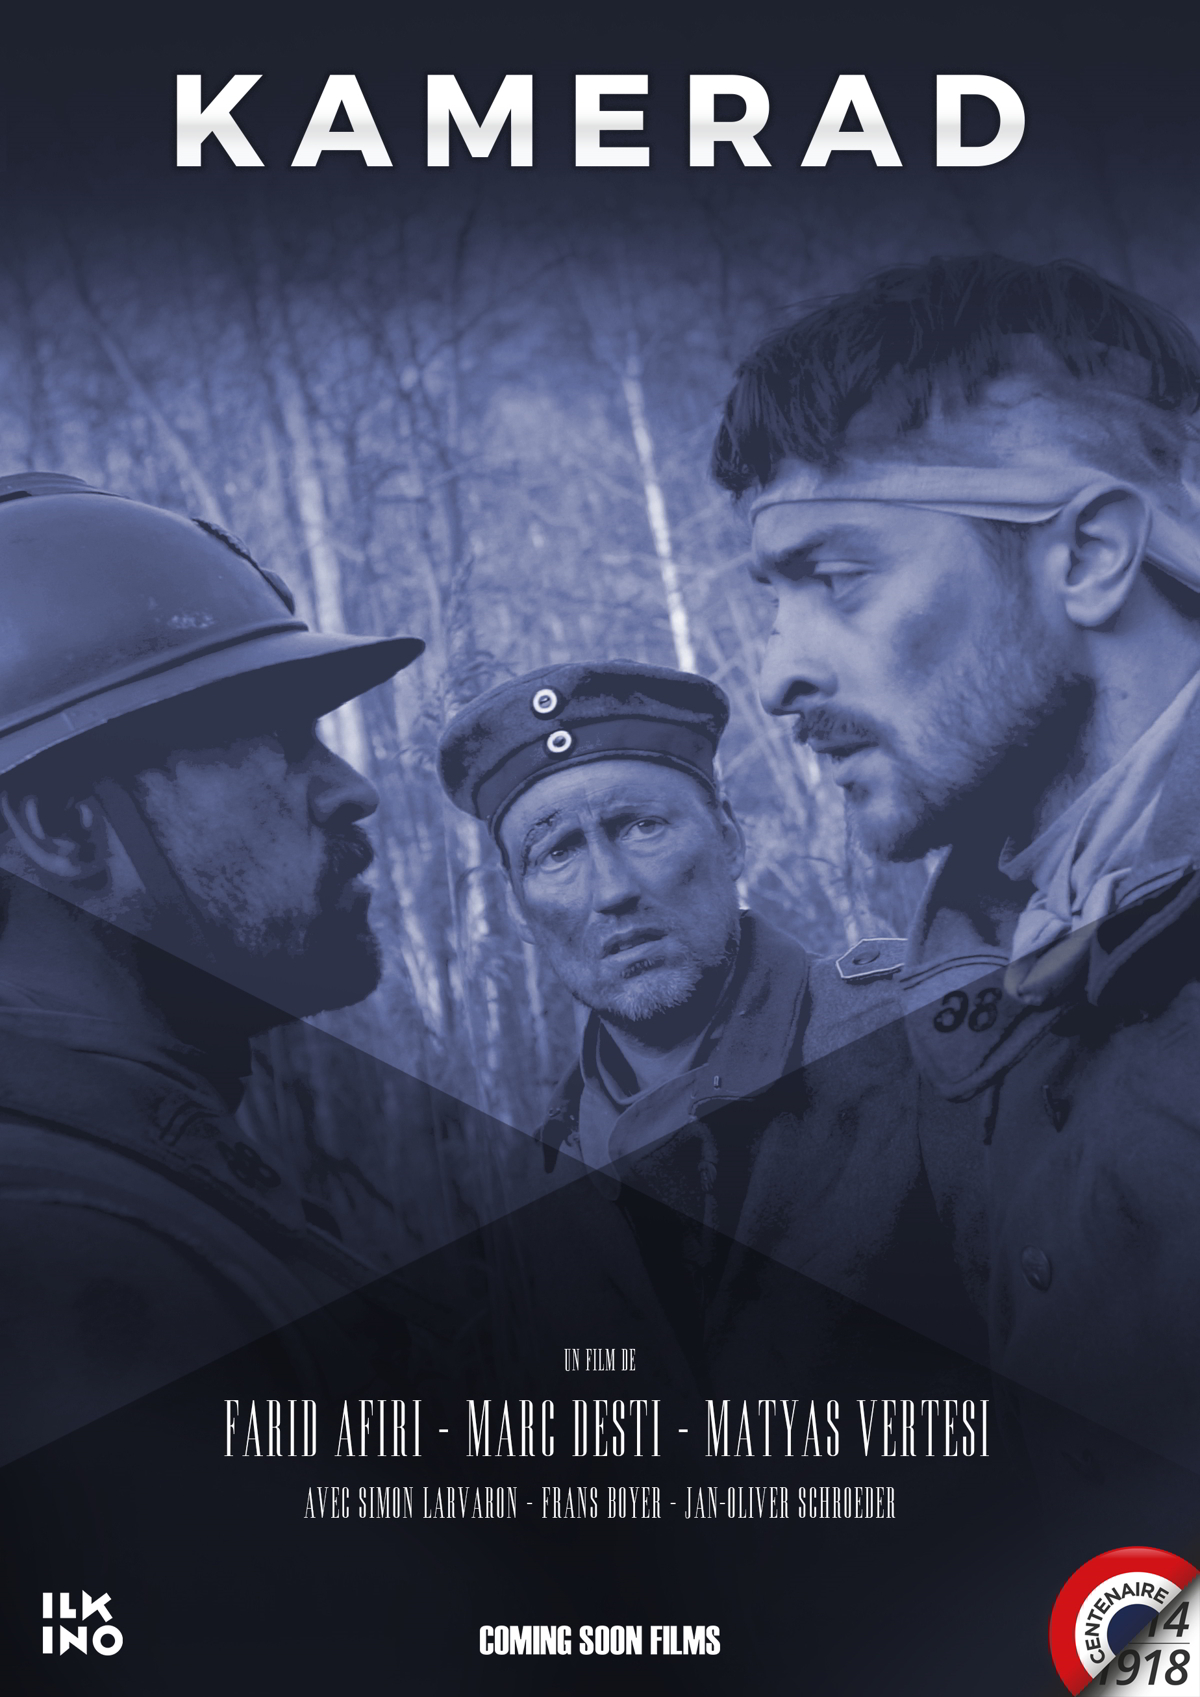 KAMERAD
98
UN FILM DE
FARID AFIRI - MARC DESTI - MATYAS VERTESI
AVEC SIMON LARVARON - FRANS BOYER - JAN-OLIVER SCHROEDER
ILK
INO
COMING SOON FILMS
CENTENAIRE
14
1918